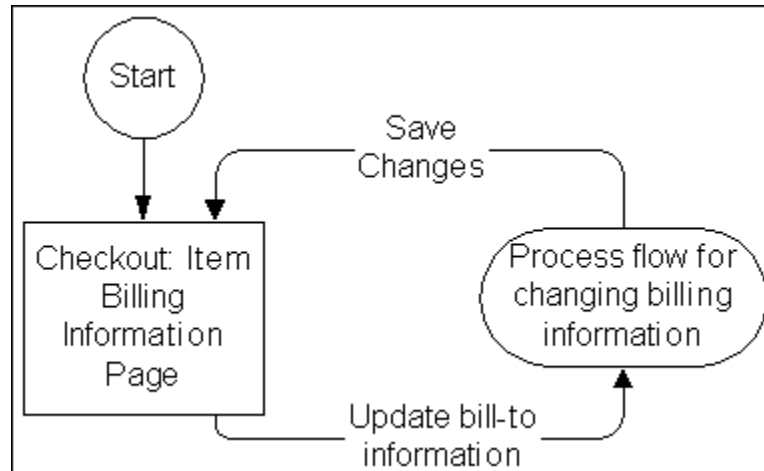 Start
Save
Changes
Checkout: Item
Billing
Information
Page
Process flow for
changing billing
information
Update bill-to
information